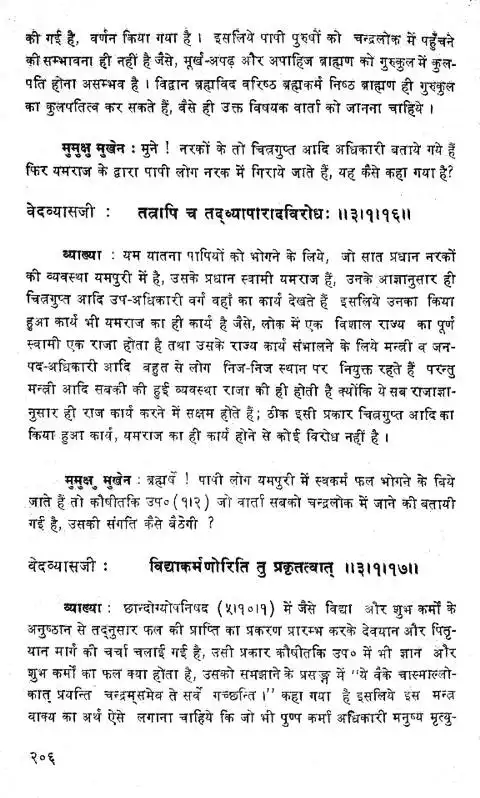 की गई है, वर्णन किया गया है । इसलिये पापी पुरुषों को चन्द्रलोक में पहुँचने
की सम्भावना ही नहीं है जैसे, मूर्ख-अपढ़ और अपाहिज ब्राह्मण को गुरुकुल में कुल-
पति होना असम्भव है । विद्वान ब्रह्मविद वरिष्ठ ब्रह्मकर्म निष्ठ ब्राह्मण ही गुरुकुल
का कुलपतित्व कर सकते हैं, वैसे ही उक्त विषयक वार्ता को जानना चाहिये ।
मुमुक्षु मुखेन : मुने ! नरकों के तो चित्रगुप्त आदि अधिकारी बताये गये हैं
फिर यमराज के द्वारा पापी लोग नरक में गिराये जाते हैं, यह कैसे कहा गया है?
वेदव्यासजी : तत्रापि च तद्व्यापारादविरोधः ॥३।१।१६॥
व्याख्या : यम यातना पापियों को भोगने के लिये, जो सात प्रधान नरकों
की व्यवस्था यमपुरी में है, उसके प्रधान स्वामी यमराज हैं, उनके आज्ञानुसार ही
चित्रगुप्त आदि उप-अधिकारी वर्ग वहाँ का कार्य देखते हैं इसलिये उनका किया
हुआ कार्य भी यमराज का ही कार्य है जैसे, लोक में एक विशाल राज्य का पूर्ण
स्वामी एक राजा होता है तथा उसके राज्य कार्य संभालने के लिये मन्त्री व जन-
पद-अधिकारी आदि बहुत से लोग निज-निज स्थान पर नियुक्त रहते हैं परन्तु
मन्त्री आदि सबकी की हुई व्यवस्था राजा की ही होती है क्योंकि ये सब राजाज्ञा-
नुसार ही राज कार्य करने में सक्षम होते हैं; ठीक इसी प्रकार चित्रगुप्त आदि का
किया हुआ कार्य, यमराज का ही कार्य होने से कोई विरोध नहीं है ।
मुमुक्षु मुखेन : ब्रह्मर्षे ! पापी लोग यमपुरी में स्वकर्म फल भोगने के लिये
जाते हैं तो कौषीतकि उप० (१।२) जो वार्ता सबको चन्द्रलोक में जाने की बतायी
गई है, उसकी संगति कैसे बैठेगी ?
वेदव्यासजी : विद्याकर्मणोरिति तु प्रकृतत्वात् ॥३।१।१७॥
व्याख्या : छान्दोग्योपनिषद (५।१०।१) में जैसे विद्या और शुभ कर्मों के
अनुष्ठान से तद्नुसार फल की प्राप्ति का प्रकरण प्रारम्भ करके देवयान और पितृ-
यान मार्ग की चर्चा चलाई गई है, उसी प्रकार कौषीतकि उप० में भी ज्ञान और
शुभ कर्मों का फल क्या होता है, उसको समझाने के प्रसङ्ग में "ये वैके चास्माल्लो-
कात् प्रयन्ति चन्द्रमसमेव ते सर्वे गच्छन्ति ।" कहा गया है इसलिये इस मन्त्र
वाक्य का अर्थ ऐसे लगाना चाहिये कि जो भी पुण्य कर्मा अधिकारी मनुष्य मृत्यु-
२०६